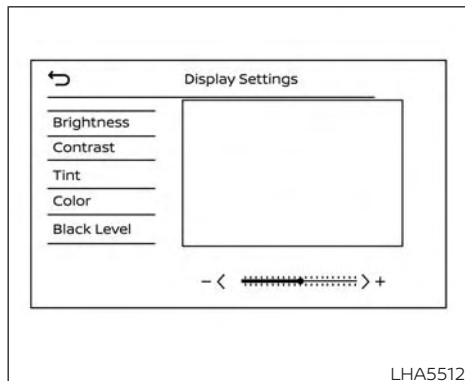 Display Settings
Brightness
Contrast
Tint
Color
Black Level
- < > +
LHA5512